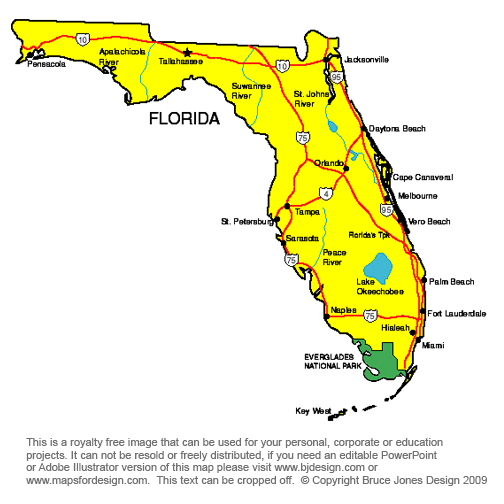 10
Pensacola
Apalachicola
River
Tallahassee
10
Jacksonville
95
Suwannee
River
St. Johns
River
FLORIDA
75
Daytona Beach
Orlando
Cape Canaveral
4
Melbourne
95
Tampa
St. Petersburg
Vero Beach
Florida's Tpk
Sarasota
75
Peace
River
Lake
Okeechobee
Palm Beach
Naples
75
Fort Lauderdale
Hialeah
Miami
EVERGLADES
NATIONAL PARK
Key West
This is a royalty free image that can be used for your personal, corporate or education
projects. It can not be resold or freely distributed, if you need an editable PowerPoint
or Adobe Illustrator version of this map please visit www.bjdesign.com or
www.mapsfordesign.com. This text can be cropped off. © Copyright Bruce Jones Design 2009